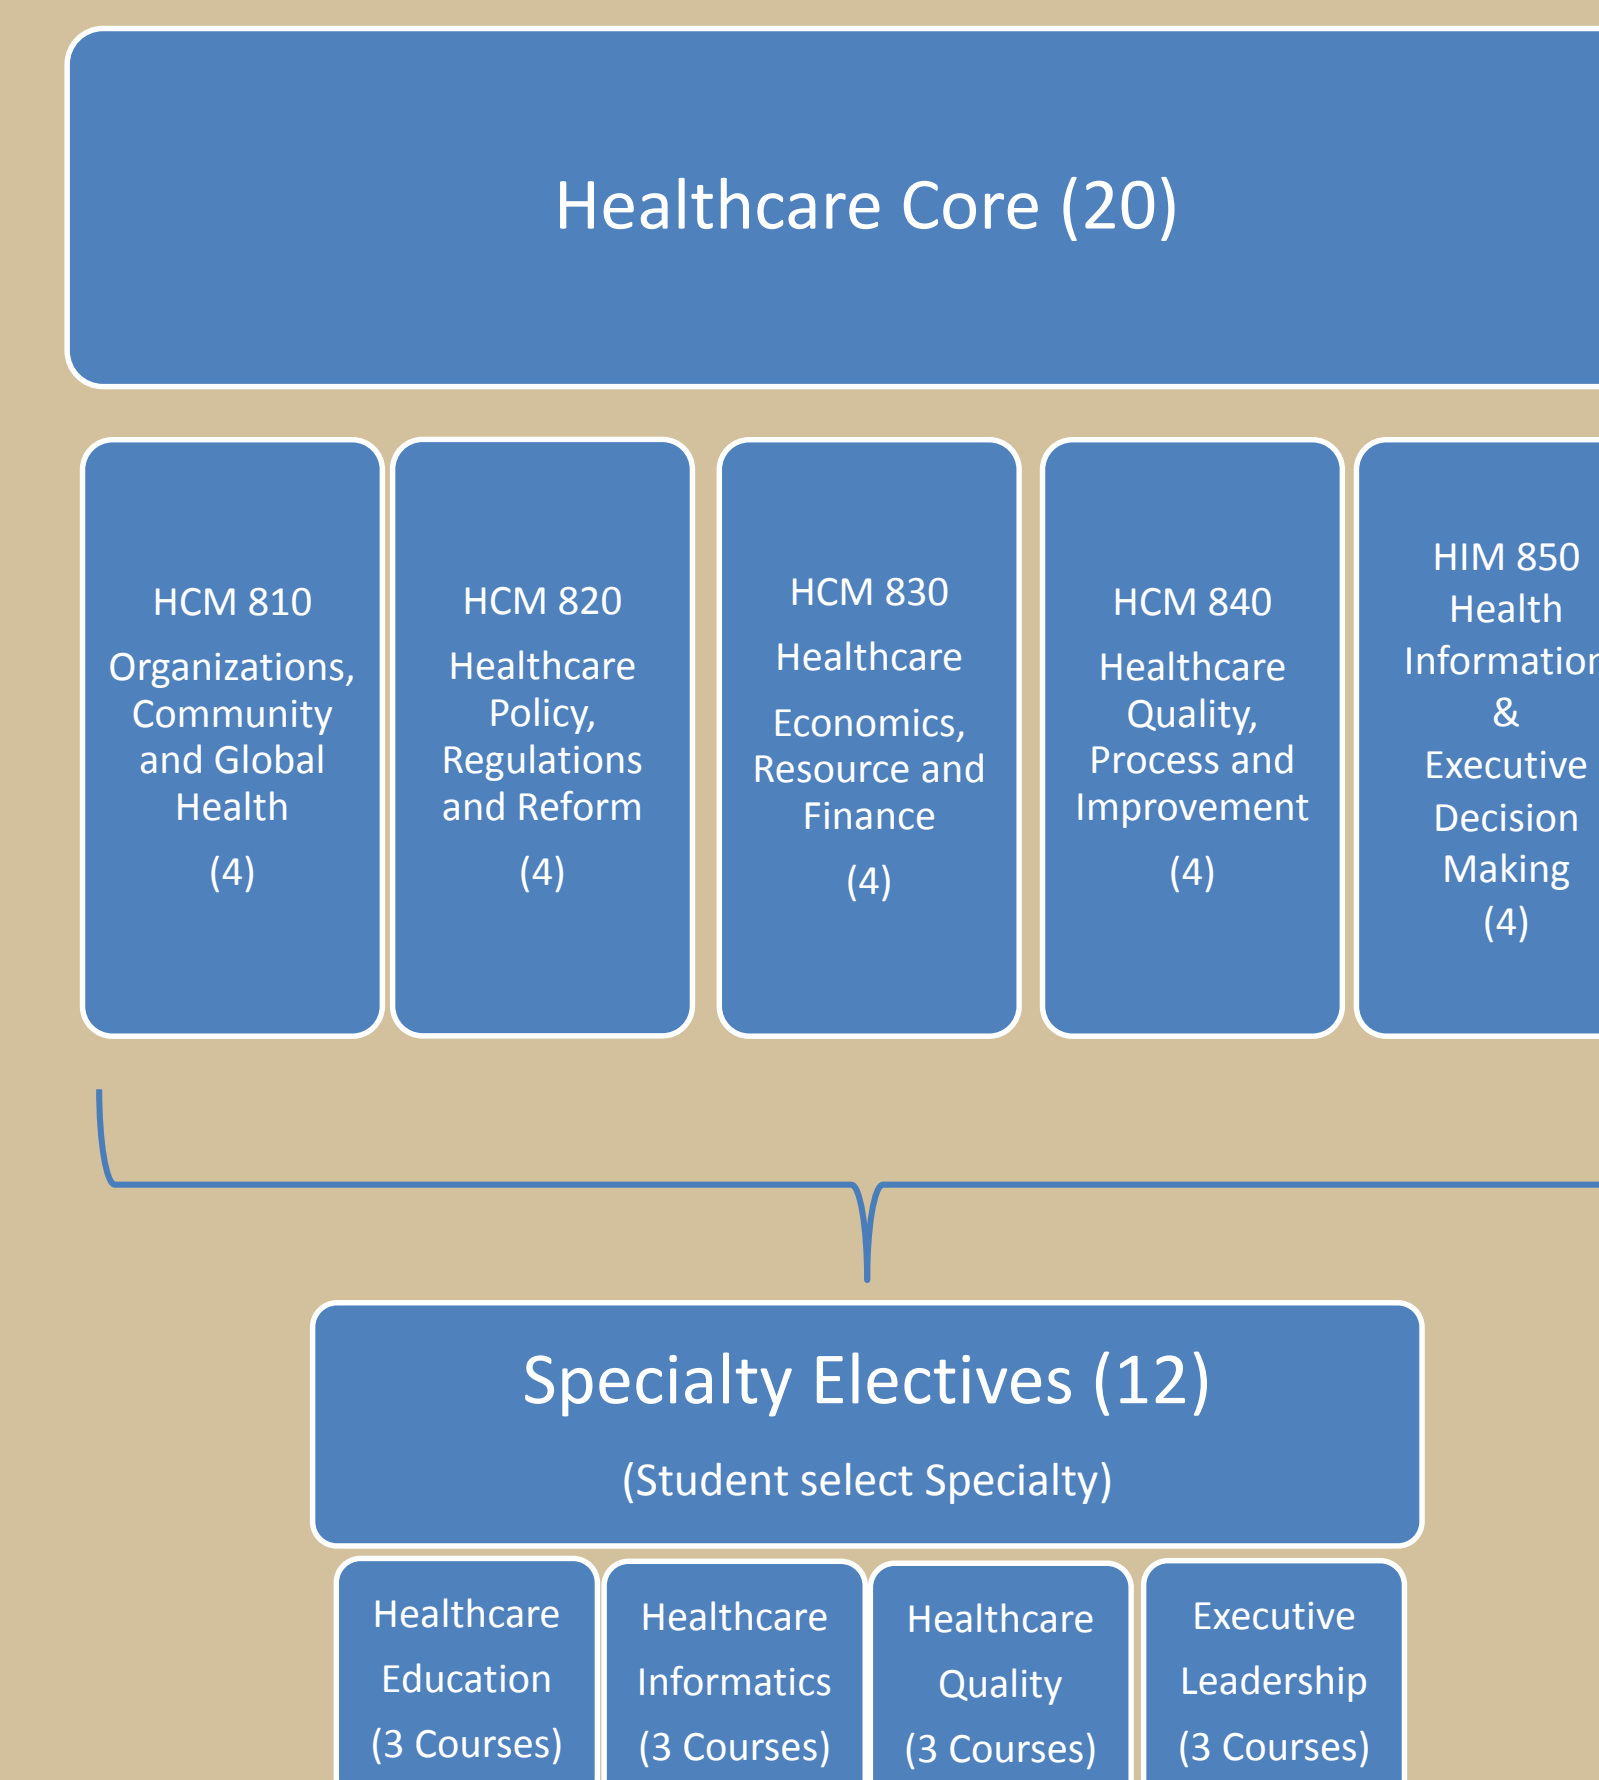 Healthcare Core (20)
HCM 810
Organizations,
Community
and Global
Health
(4)
HCM 820
Healthcare
Policy,
Regulations
and Reform
(4)
HCM 830
Healthcare
Economics,
Resource and
Finance
(4)
HCM 840
Healthcare
Quality,
Process and
Improvement
(4)
HIM 850
Health
Information
&
Executive
Decision
Making
(4)
Specialty Electives (12)
(Student select Specialty)
Healthcare
Education
(3 Courses)
Healthcare
Informatics
(3 Courses)
Healthcare
Quality
(3 Courses)
Executive
Leadership
(3 Courses)